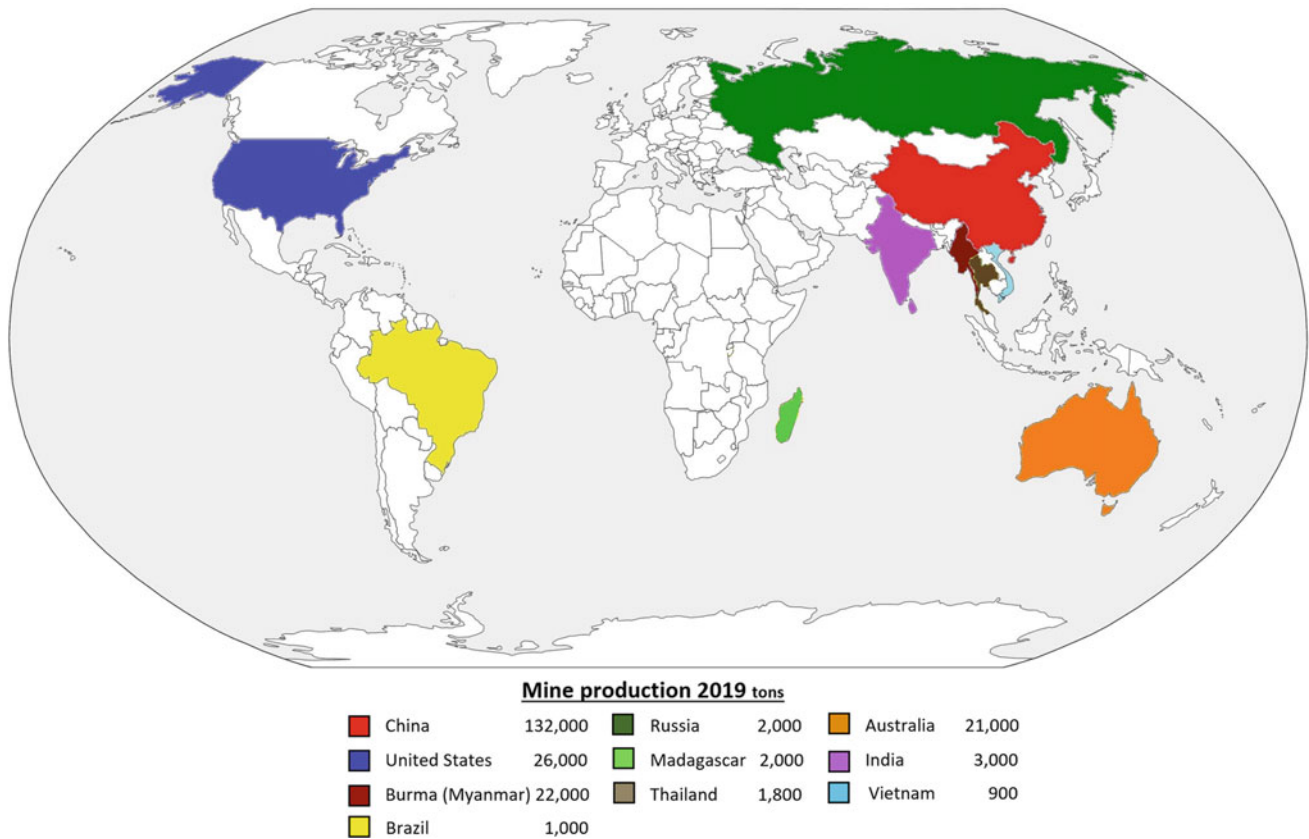 Mine production 2019 tons
China 132,000 Russia 2,000 Australia 21,000
United States 26,000 Madagascar 2,000 India 3,000
Burma (Myanmar) 22,000 Thailand 1,800 Vietnam 900
Brazil 1,000